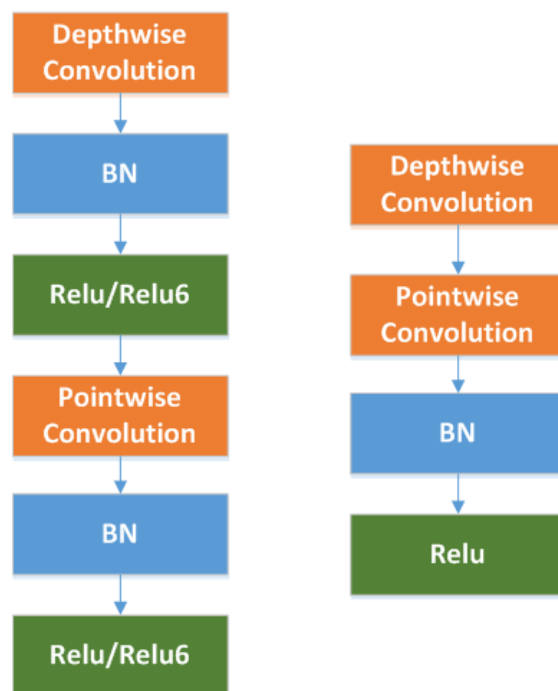 Depthwise
Convolution
BN
Relu/Relu6
Pointwise
Convolution
BN
Relu/Relu6
Depthwise
Convolution
Pointwise
Convolution
BN
Relu